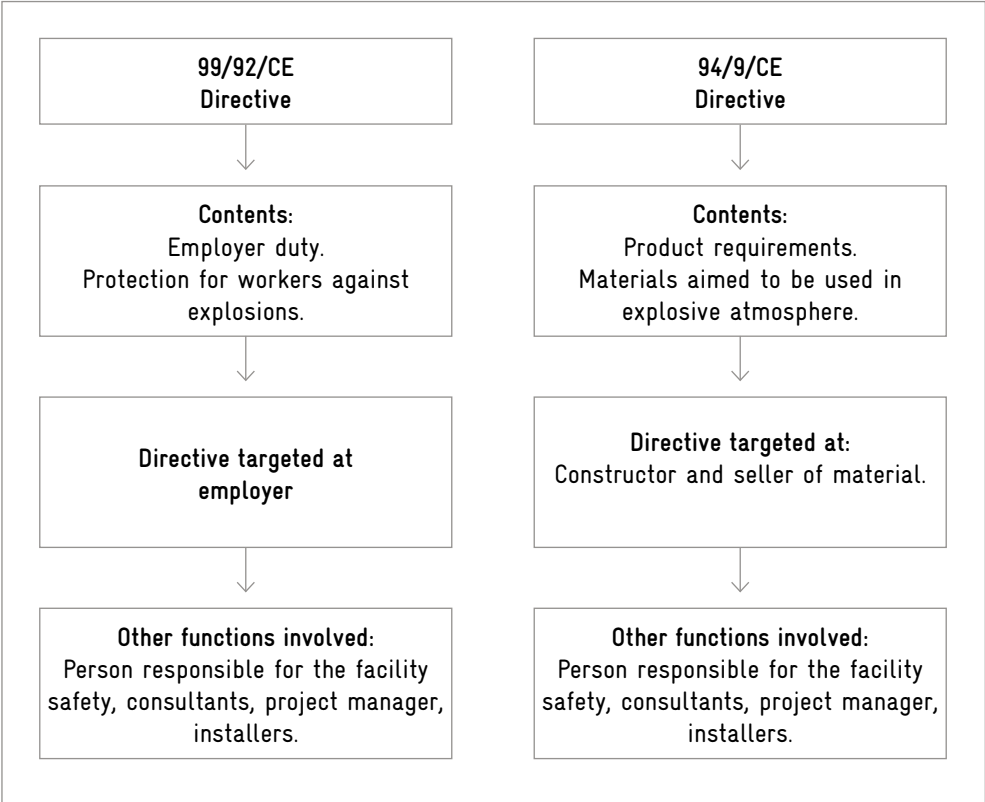 99/92/CE
Directive
Contents:
Employer duty.
Protection for workers against
explosions.
Directive targeted at
employer
Other functions involved:
Person responsible for the facility
safety, consultants, project manager,
installers.
94/9/CE
Directive
Contents:
Product requirements.
Materials aimed to be used in
explosive atmosphere.
Directive targeted at:
Constructor and seller of material.
Other functions involved:
Person responsible for the facility
safety, consultants, project manager,
installers.